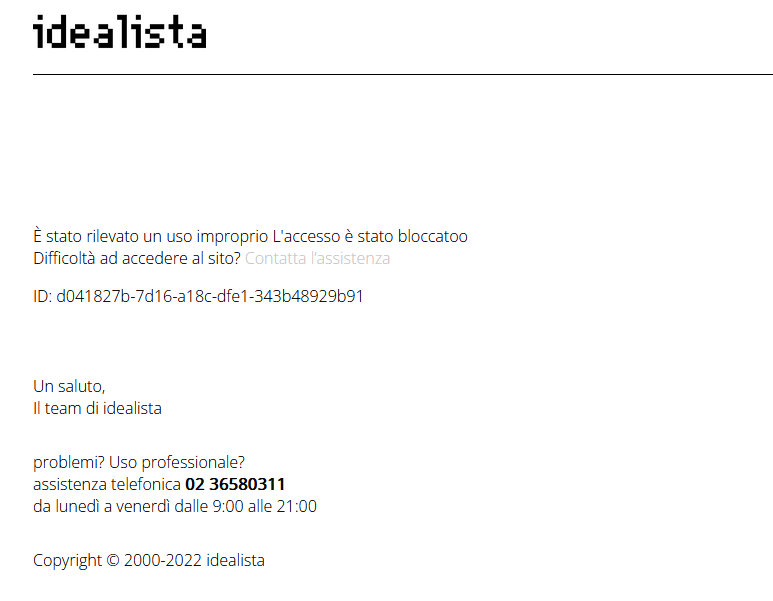 idealista
È stato rilevato un uso improprio L'accesso è stato bloccatoo
Difficoltà ad accedere al sito? Contatta l’assistenza
ID: d041827b-7d16-a18c-dfe1-343b48929b91
Un saluto,
Il team di idealista
problemi? Uso professionale?
assistenza telefonica 02 36580311
da lunedì a venerdì dalle 9:00 alle 21:00
Copyright © 2000-2022 idealista